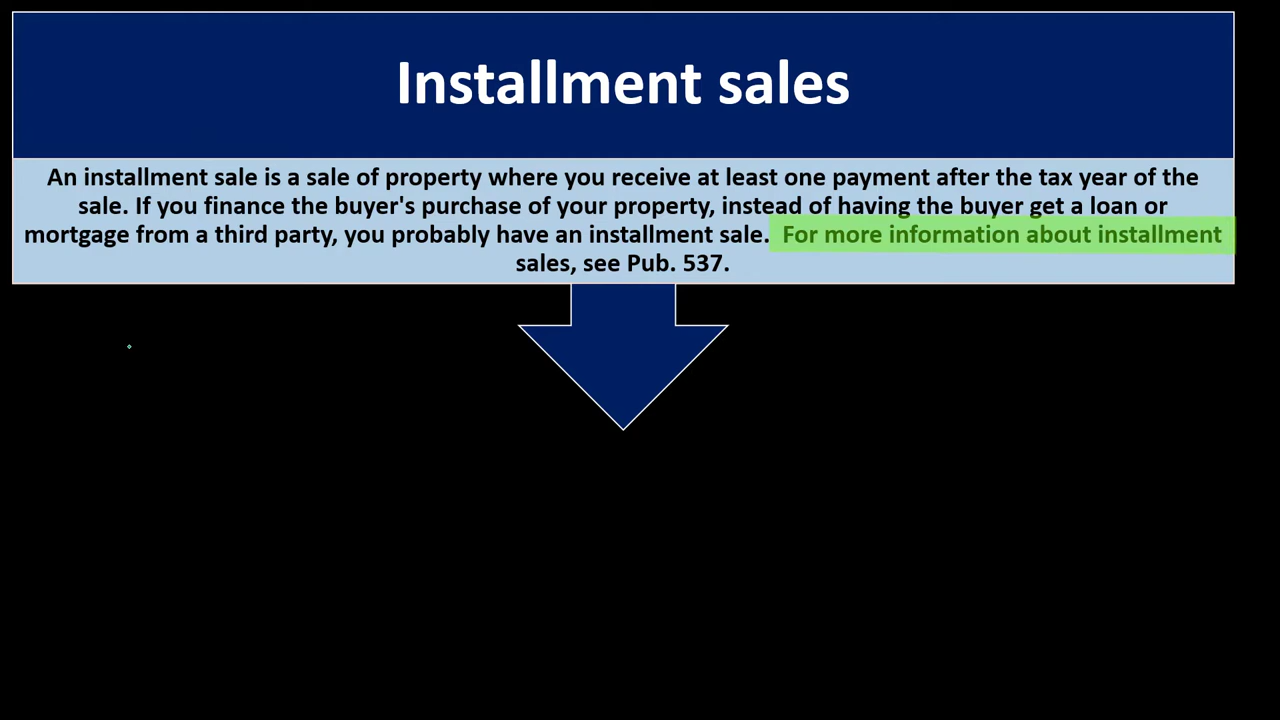 Installment sales
An installment sale is a sale of property where you receive at least one payment after the tax year of the
sale. If you finance the buyer's purchase of your property, instead of having the buyer get a loan or
mortgage from a third party, you probably have an installment sale. For more information about installment
sales, see Pub. 537.